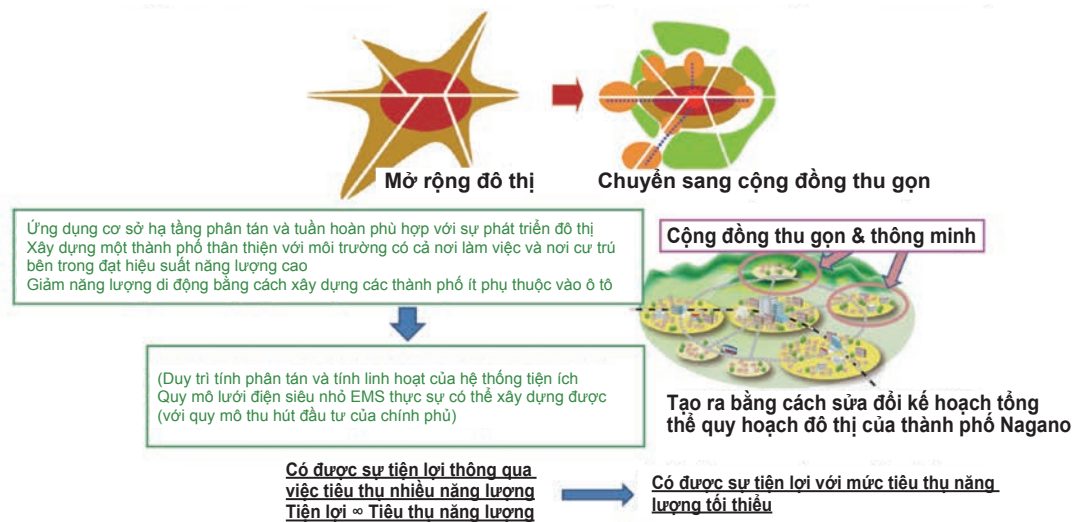 Mở rộng đô thị
Chuyển sang cộng đồng thu gọn
Ứng dụng cơ sở hạ tầng phân tán và tuần hoàn phù hợp với sự phát triển đô thị
Xây dựng một thành phố thân thiện với môi trường có cả nơi làm việc và nơi cư trú
bên trong đạt hiệu suất năng lượng cao
Giảm năng lượng di động bằng cách xây dựng các thành phố ít phụ thuộc vào ô tô
Cộng đồng thu gọn & thông minh
(Duy trì tính phân tán và tính linh hoạt của hệ thống tiện ích
Quy mô lưới điện siêu nhỏ EMS thực sự có thể xây dựng được
(với quy mô thu hút đầu tư của chính phủ)
Tạo ra bằng cách sửa đổi kế hoạch tổng
thể quy hoạch đô thị của thành phố Nagano
Có được sự tiện lợi thông qua
việc tiêu thụ nhiều năng lượng
Tiện lợi ∞ Tiêu thụ năng lượng
Có được sự tiện lợi với mức tiêu thụ năng
lượng tối thiểu